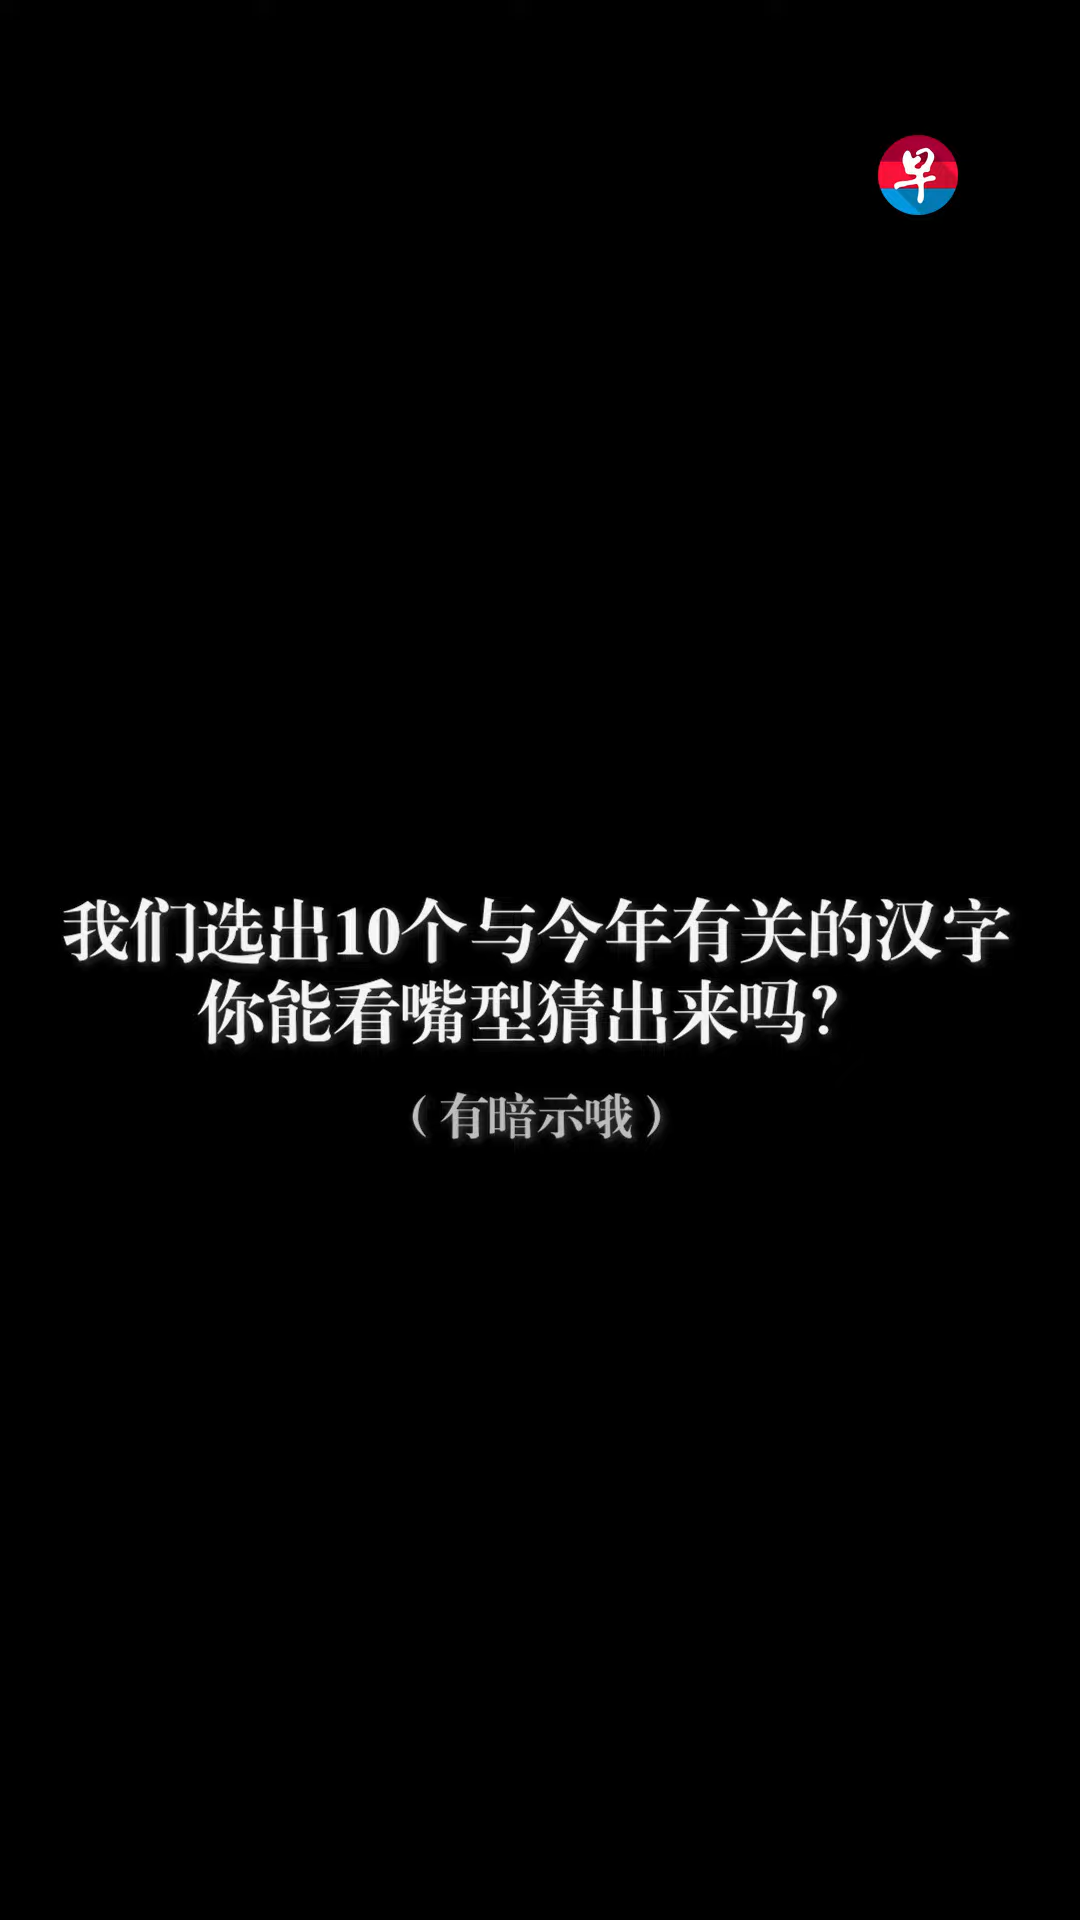 早
我们选出10个与今年有关的汉字
你能看嘴型猜出来吗？
（有暗示哦）